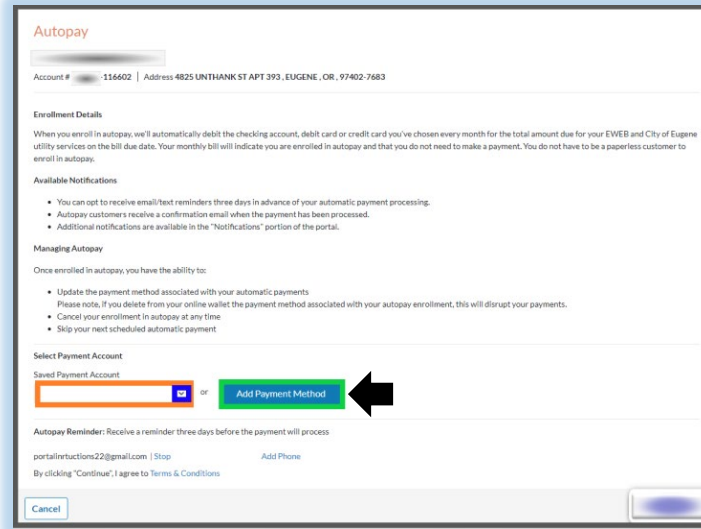 Autopay
Account # -116602 | Address 4825 UNTHANK ST APT 393 , EUGENE , OR , 97402-7683
Enrollment Details
When you enroll in autopay, we'll automatically debit the checking account, debit card or credit card you've chosen every month for the total amount due for your EWEB and City of Eugene
utility services on the bill due date. Your monthly bill will indicate you are enrolled in autopay and that you do not need to make a payment. You do not have to be a paperless customer to
enroll in autopay.
Available Notifications
• You can opt to receive email/text reminders three days in advance of your automatic payment processing.
• Autopay customers receive a confirmation email when the payment has been processed.
• Additional notifications are available in the "Notifications" portion of the portal.
Managing Autopay
Once enrolled in autopay, you have the ability to:
• Update the payment method associated with your automatic payments
Please note, if you delete from your online wallet the payment method associated with your autopay enrollment, this will disrupt your payments.
• Cancel your enrollment in autopay at any time
• Skip your next scheduled automatic payment
Select Payment Account
Saved Payment Account
or Add Payment Method
Autopay Reminder: Receive a reminder three days before the payment will process
portalinrtuctions22@gmail.com | Stop Add Phone
By clicking "Continue", I agree to Terms & Conditions
Cancel